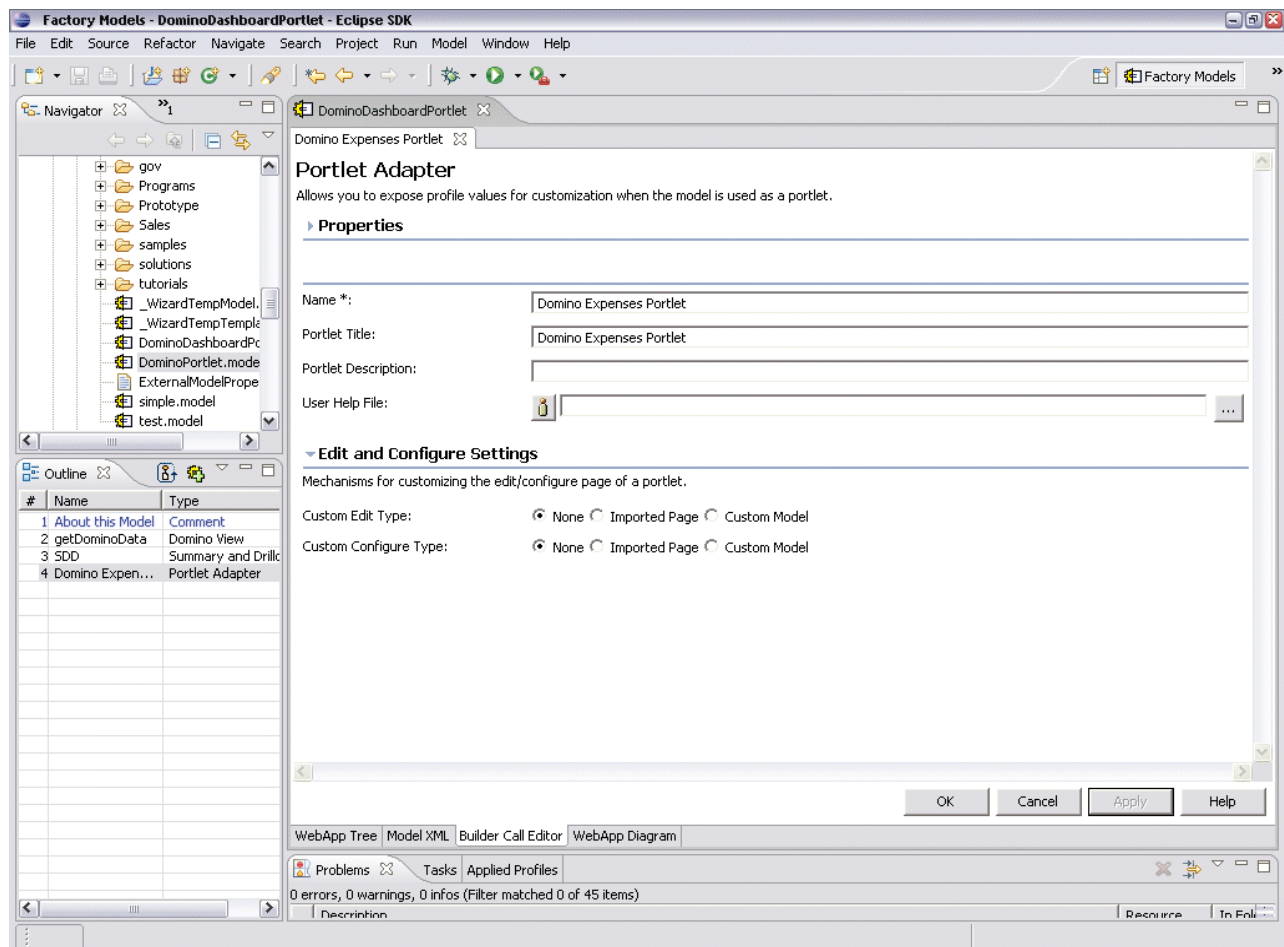 Factory Models - DominoDashboardPortlet - Eclipse SDK
File Edit Source Refactor Navigate Search Project Run Model Window Help
Factory Models »
Navigator »1
gov
Programs
Prototype
Sales
samples
solutions
tutorials
_WizardTempModel.
_WizardTempTempla
DominoDashboardPo
DominoPortlet.mode
ExternalModelPrope
simple.model
test.model
Outline
# Name Type
1 About this Model Comment
2 getDominoData Domino View
3 SDD Summary and Drillc
4 Domino Expen... Portlet Adapter
DominoDashboardPortlet
Domino Expenses Portlet
Portlet Adapter
Allows you to expose profile values for customization when the model is used as a portlet.
Properties
Name *: Domino Expenses Portlet
Portlet Title: Domino Expenses Portlet
Portlet Description:
User Help File: ...
Edit and Configure Settings
Mechanisms for customizing the edit/configure page of a portlet.
Custom Edit Type: None Imported Page Custom Model
Custom Configure Type: None Imported Page Custom Model
OK Cancel Apply Help
WebApp Tree Model XML Builder Call Editor WebApp Diagram
Problems Tasks Applied Profiles
0 errors, 0 warnings, 0 infos (Filter matched 0 of 45 items)
Description Resource In Fol